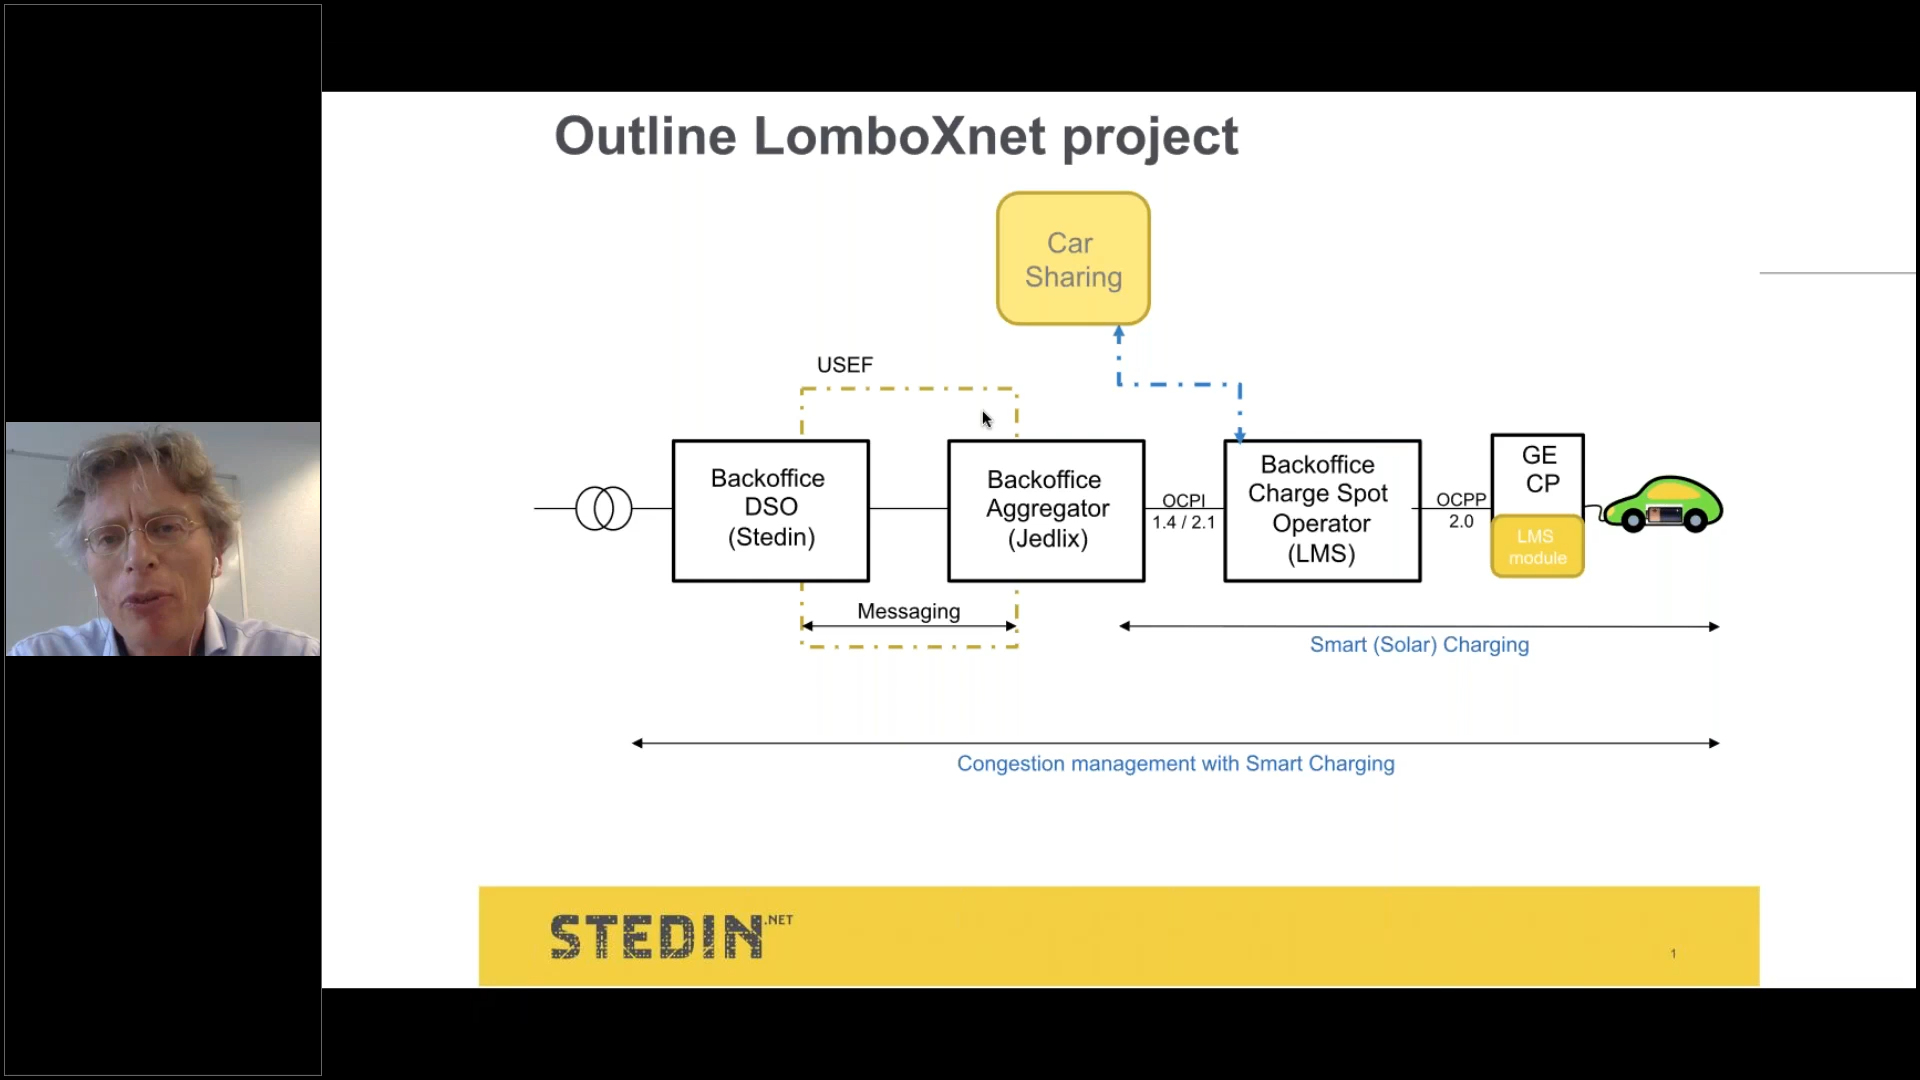 Outline LomboXnet project
Car
Sharing
USEF
Backoffice
DSO
(Stedin)
Backoffice
Aggregator
(Jedlix)
OCPI
1.4 / 2.1
Backoffice
Charge Spot
Operator
(LMS)
OCPP
2.0
GE
CP
LMS
module
Messaging
Smart (Solar) Charging
Congestion management with Smart Charging
STEDIN.NET
1